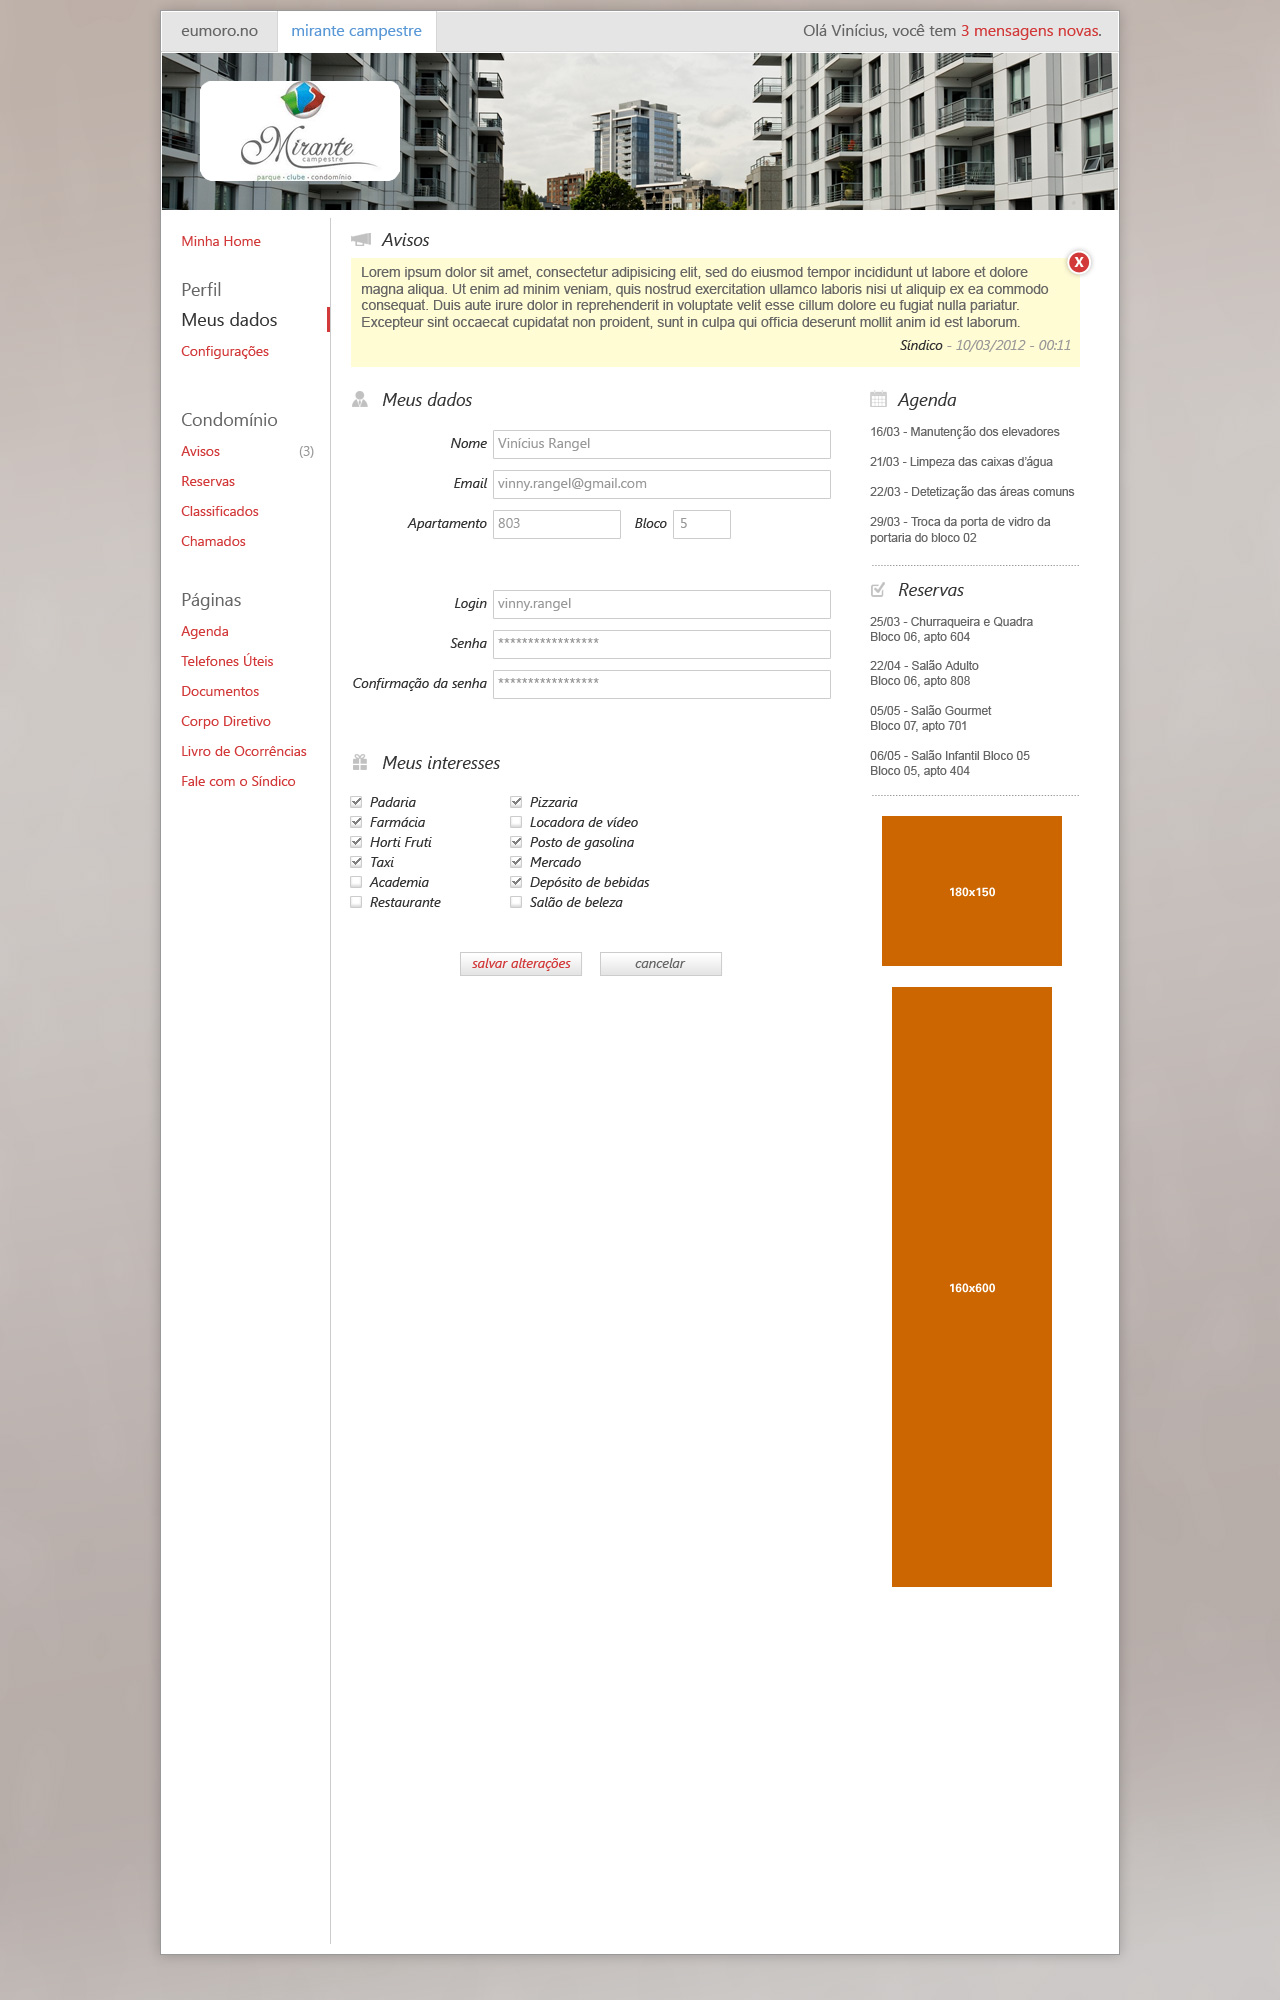 eumoro.no
mirante campestre
Olá Vinícius, você tem 3 mensagens novas.
Mirante
campestre
parque • clube • condomínio
Minha Home
Perfil
Meus dados
Configurações
Condomínio
Avisos (3)
Reservas
Classificados
Chamados
Páginas
Agenda
Telefones Úteis
Documentos
Corpo Diretivo
Livro de Ocorrências
Fale com o Síndico
Avisos
X
Lorem ipsum dolor sit amet, consectetur adipisicing elit, sed do eiusmod tempor incididunt ut labore et dolore
magna aliqua. Ut enim ad minim veniam, quis nostrud exercitation ullamco laboris nisi ut aliquip ex ea commodo
consequat. Duis aute irure dolor in reprehenderit in voluptate velit esse cillum dolore eu fugiat nulla pariatur.
Excepteur sint occaecat cupidatat non proident, sunt in culpa qui officia deserunt mollit anim id est laborum.
Síndico - 10/03/2012 - 00:11
Meus dados
Nome Vinícius Rangel
Email vinny.rangel@gmail.com
Apartamento 803 Bloco 5
Login vinny.rangel
Senha *****************
Confirmação da senha *****************
Meus interesses
Padaria
Farmácia
Horti Fruti
Taxi
Academia
Restaurante
Pizzaria
Locadora de vídeo
Posto de gasolina
Mercado
Depósito de bebidas
Salão de beleza
salvar alterações
cancelar
Agenda
16/03 - Manutenção dos elevadores
21/03 - Limpeza das caixas d'água
22/03 - Detetização das áreas comuns
29/03 - Troca da porta de vidro da
portaria do bloco 02
Reservas
25/03 - Churraqueira e Quadra
Bloco 06, apto 604
22/04 - Salão Adulto
Bloco 06, apto 808
05/05 - Salão Gourmet
Bloco 07, apto 701
06/05 - Salão Infantil Bloco 05
Bloco 05, apto 404
180x150
160x600